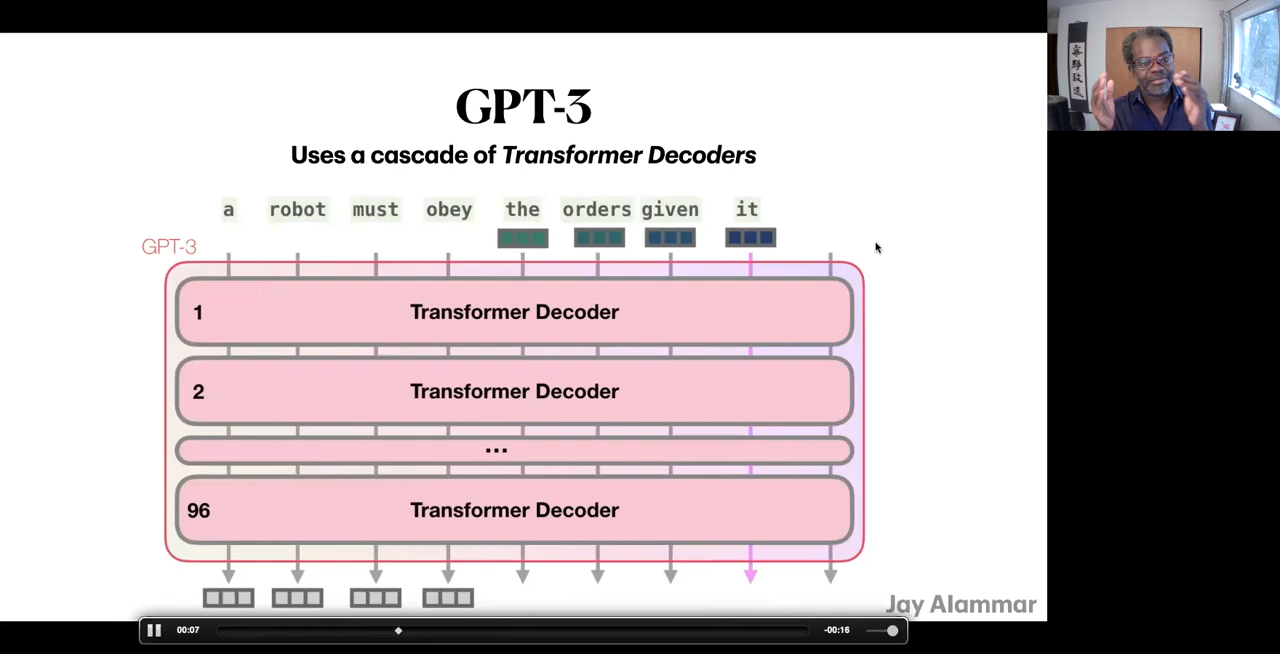 GPT-3
Uses a cascade of Transformer Decoders
a robot must obey the orders given it
GPT-3
1 Transformer Decoder
2 Transformer Decoder
...
96 Transformer Decoder
Jay Alammar
00:07 -00:16